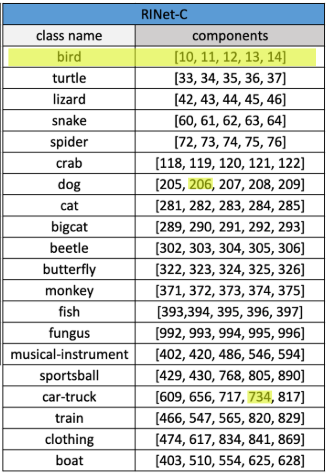 RINet-C
class name components
bird [10, 11, 12, 13, 14]
turtle [33, 34, 35, 36, 37]
lizard [42, 43, 44, 45, 46]
snake [60, 61, 62, 63, 64]
spider [72, 73, 74, 75, 76]
crab [118, 119, 120, 121, 122]
dog [205, 206, 207, 208, 209]
cat [281, 282, 283, 284, 285]
bigcat [289, 290, 291, 292, 293]
beetle [302, 303, 304, 305, 306]
butterfly [322, 323, 324, 325, 326]
monkey [371, 372, 373, 374, 375]
fish [393,394, 395, 396, 397]
fungus [992, 993, 994, 995, 996]
musical-instrument [402, 420, 486, 546, 594]
sportsball [429, 430, 768, 805, 890]
car-truck [609, 656, 717, 734, 817]
train [466, 547, 565, 820, 829]
clothing [474, 617, 834, 841, 869]
boat [403, 510, 554, 625, 628]